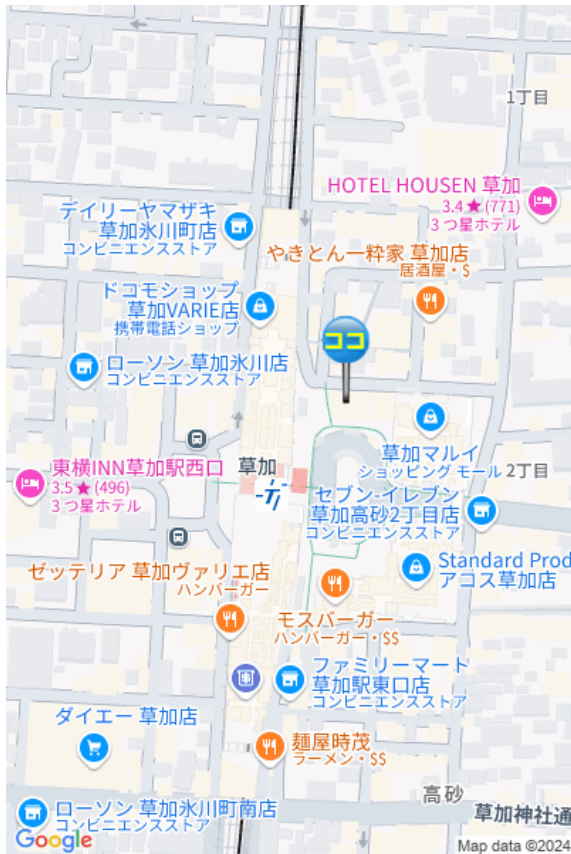 1丁目
HOTEL HOUSEN 草加
3.4★(771)
3 つ星ホテル
デイリーヤマザキ
草加氷川町店
コンビニエンスストア
やきとん一粋家 草加店
居酒屋・$
ドコモショップ
草加VARIE店
携帯電話ショップ
ココ
ローソン 草加氷川店
コンビニエンスストア
草加マルイ
ショッピング モール
2丁目
草加
東横INN草加駅西口
3.5★(496)
3 つ星ホテル
セブン-イレブン
草加高砂2丁目店
コンビニエンスストア
Standard Prod
アコス草加店
ゼッテリア 草加ヴァリエ店
ハンバーガー
モスバーガー
ハンバーガー・$$
ファミリーマート
草加駅東口店
コンビニエンスストア
ダイエー 草加店
麺屋時茂
ラーメン・$$
高砂
ローソン 草加氷川町南店
コンビニエンスストア
草加神社通
Google
Map data ©2024